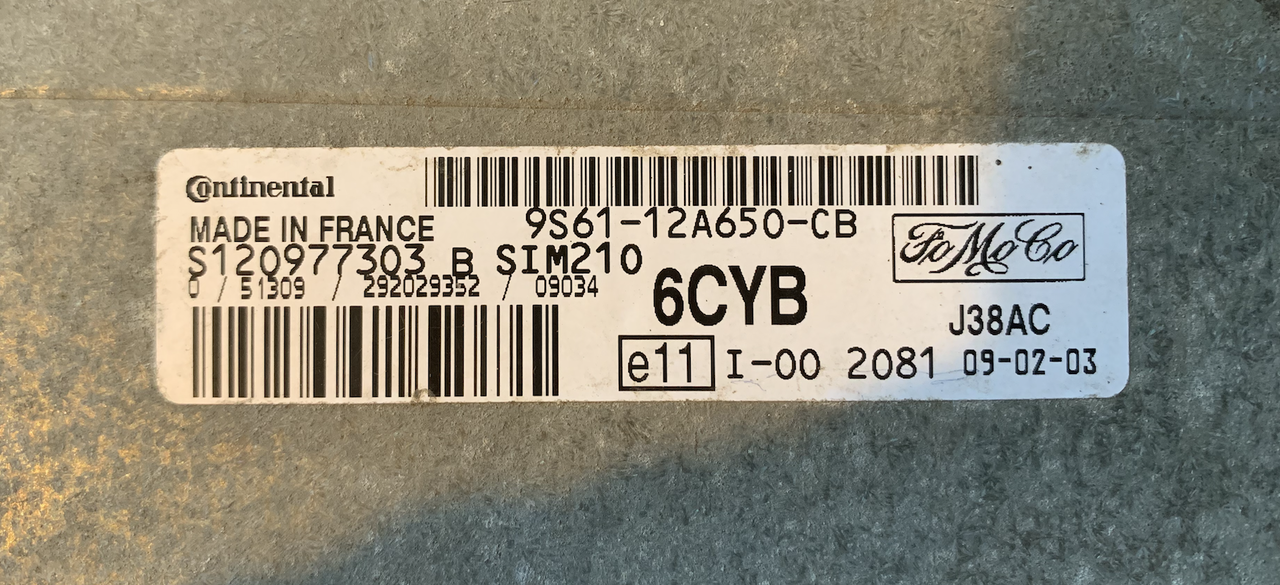 Continental
9S61-12A650-CB
MADE IN FRANCE
FoMoCo
S120977303 B SIM210
0 / 51309 / 292029352 / 09034
6CYB
J38AC
e11 I-00 2081 09-02-03